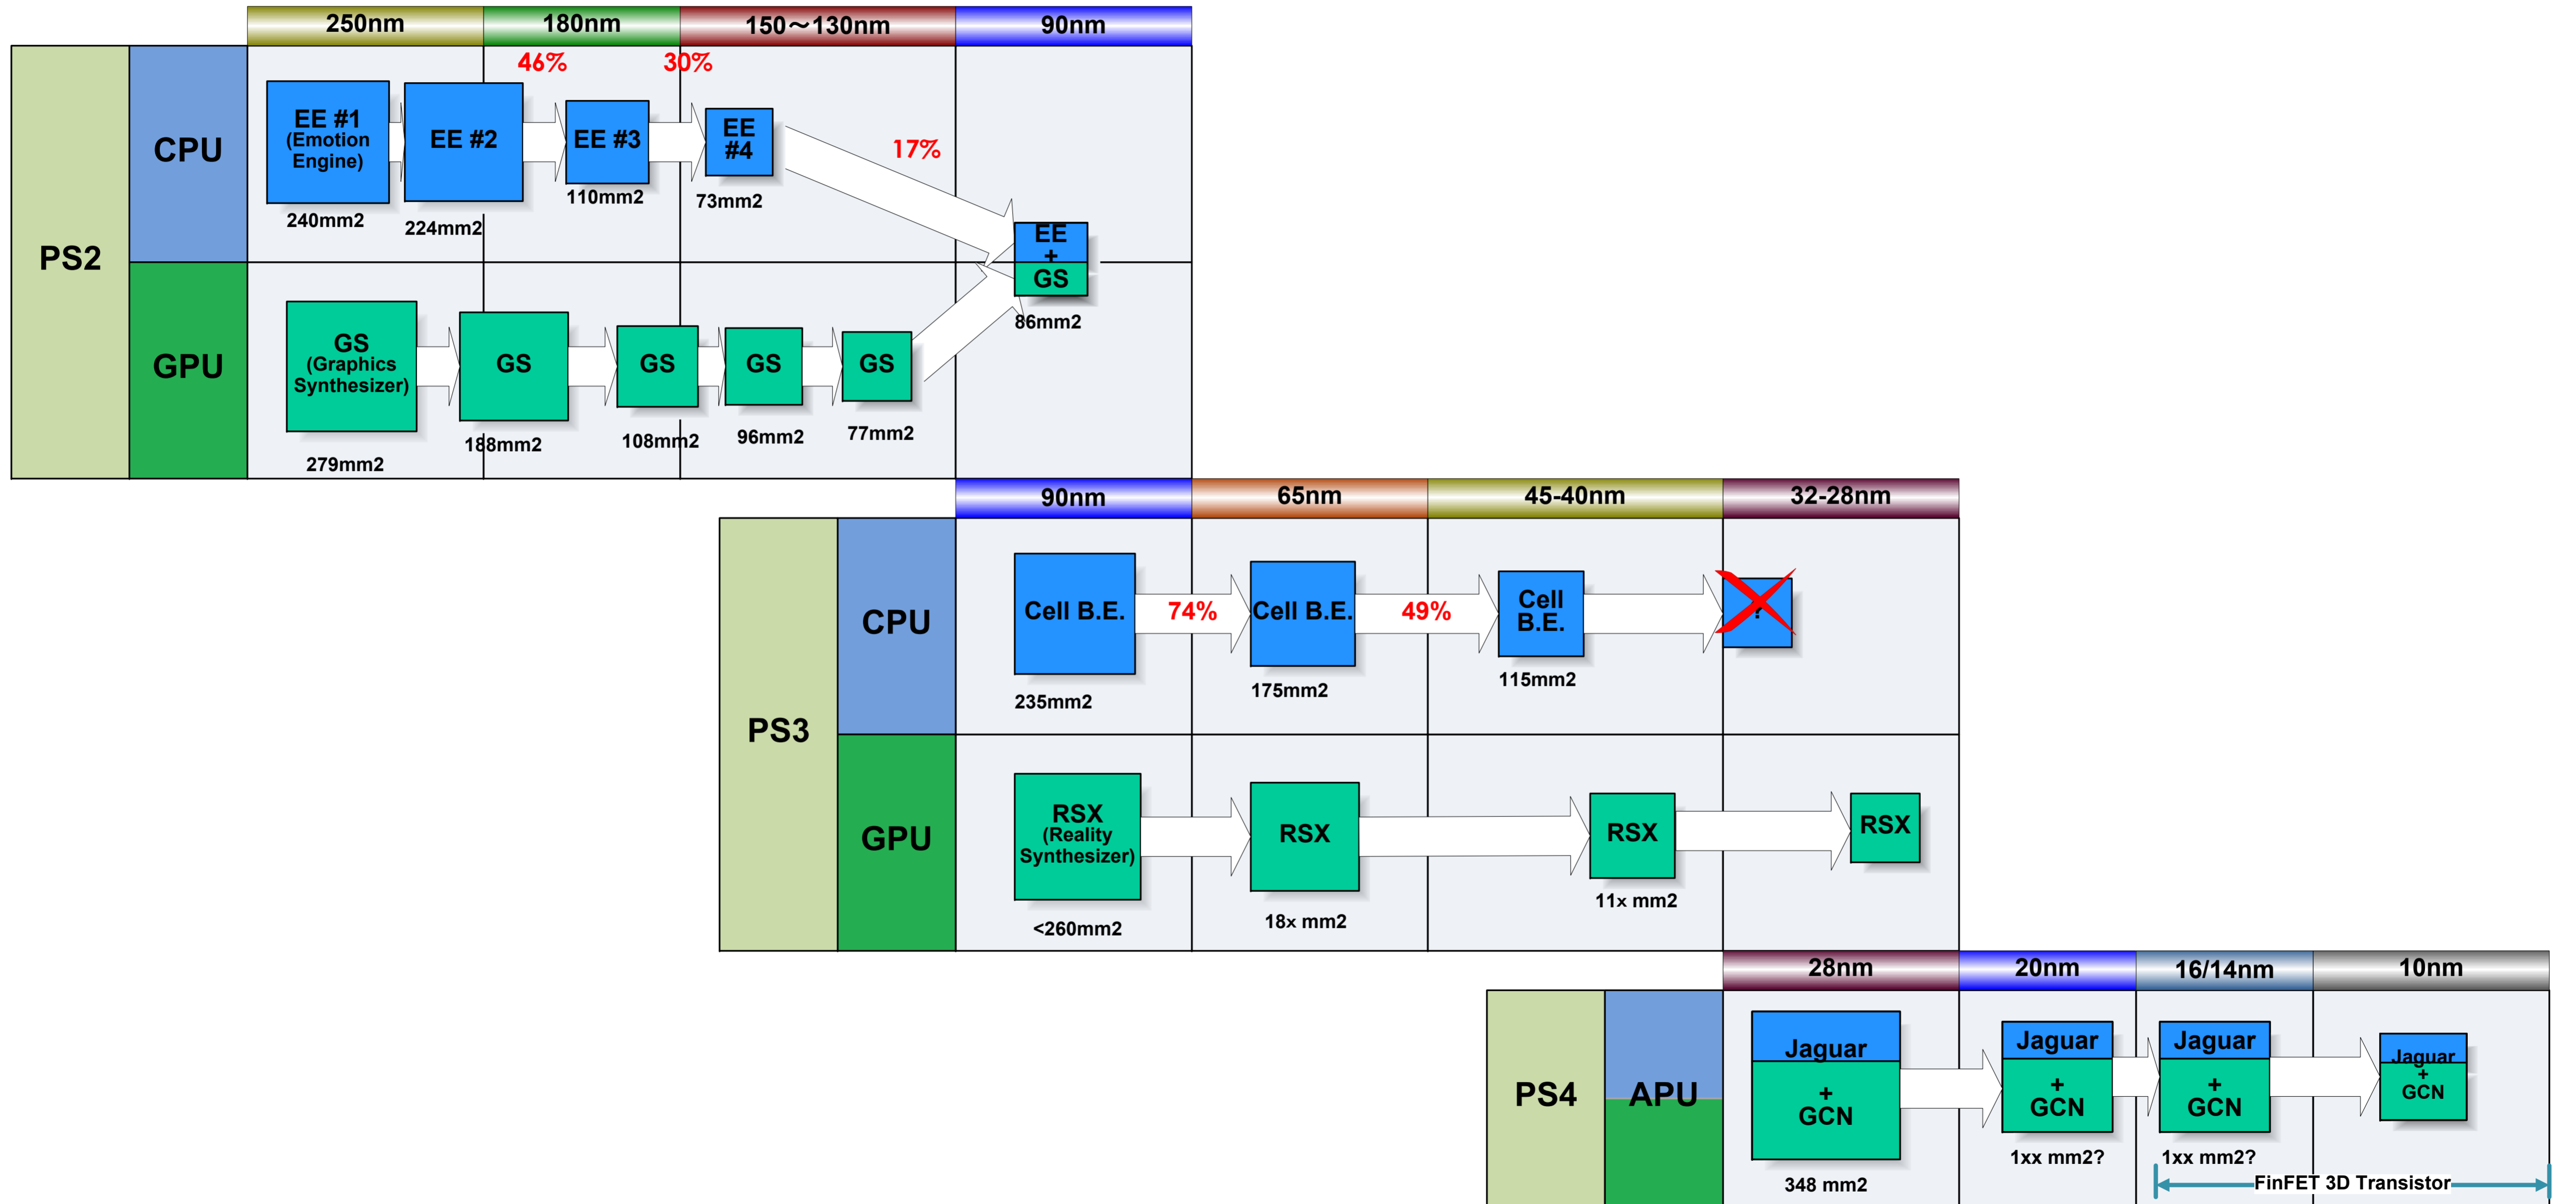 250nm
180nm
150～130nm
90nm
46%
30%
PS2
CPU
EE #1
(Emotion
Engine)
240mm2
EE #2
224mm2
EE #3
110mm2
EE
#4
73mm2
17%
EE
+
GS
86mm2
GPU
GS
(Graphics
Synthesizer)
279mm2
GS
188mm2
GS
108mm2
GS
96mm2
GS
77mm2
90nm
65nm
45-40nm
32-28nm
PS3
CPU
Cell B.E.
235mm2
74%
Cell B.E.
175mm2
49%
Cell
B.E.
115mm2
?
GPU
RSX
(Reality
Synthesizer)
<260mm2
RSX
18x mm2
RSX
11x mm2
RSX
28nm
20nm
16/14nm
10nm
PS4
APU
Jaguar
+
GCN
348 mm2
Jaguar
+
GCN
1xx mm2?
Jaguar
+
GCN
1xx mm2?
Jaguar
+
GCN
FinFET 3D Transistor